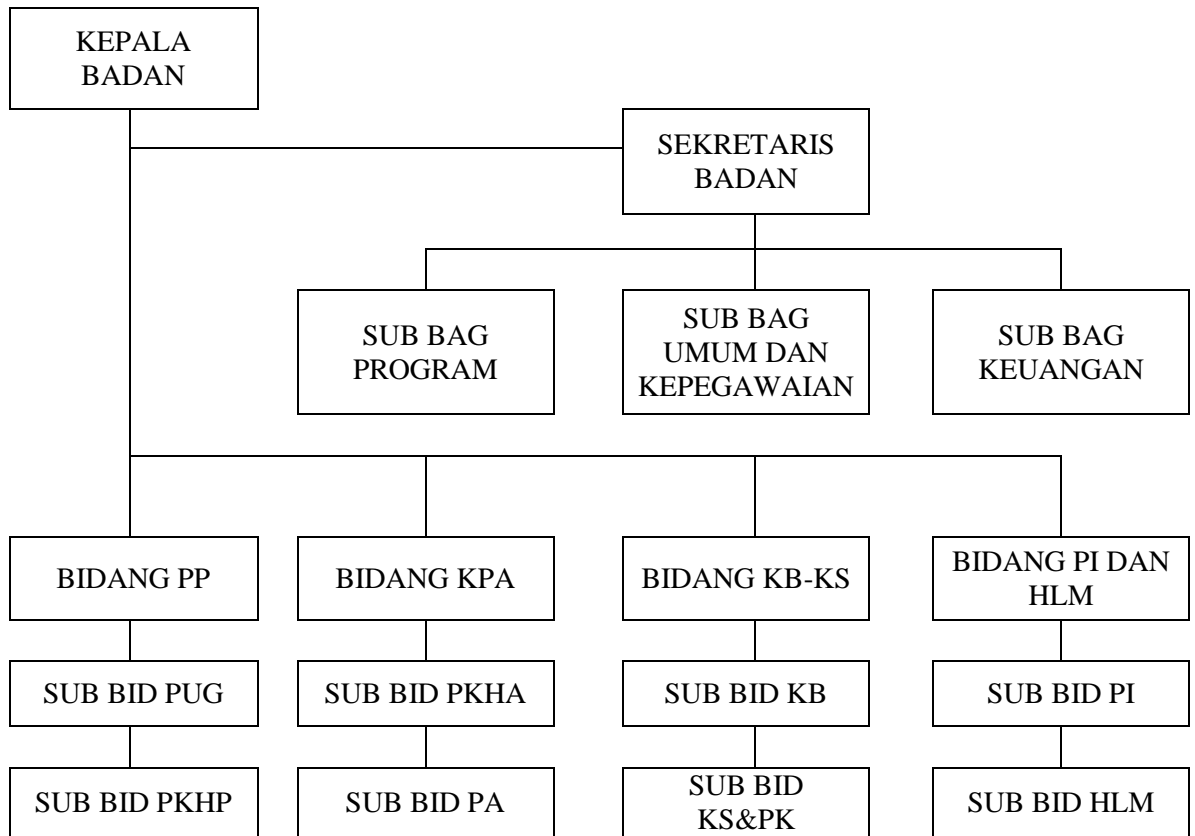 KEPALA
BADAN
SEKRETARIS
BADAN
SUB BAG
PROGRAM
SUB BAG
UMUM DAN
KEPEGAWAIAN
SUB BAG
KEUANGAN
BIDANG PP
BIDANG KPA
BIDANG KB-KS
BIDANG PI DAN
HLM
SUB BID PUG
SUB BID PKHA
SUB BID KB
SUB BID PI
SUB BID PKHP
SUB BID PA
SUB BID
KS&PK
SUB BID HLM